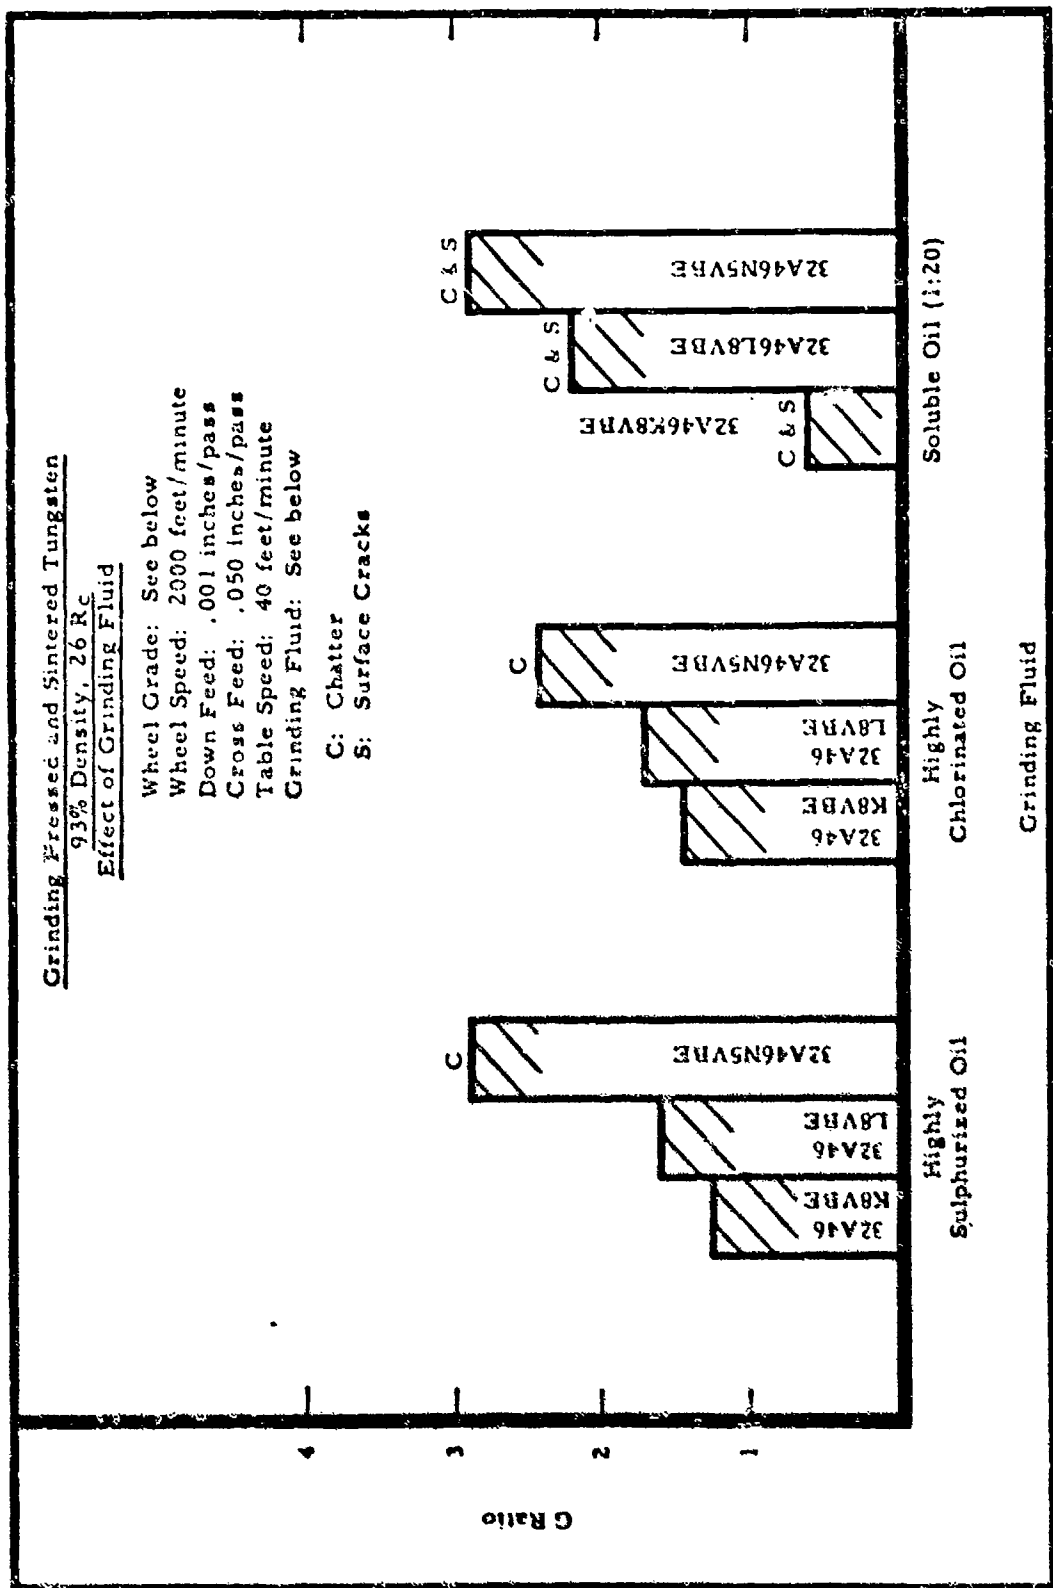 Grinding Pressed and Sintered Tungsten
93% Density, 26 Rc
Effect of Grinding Fluid
Wheel Grade: See below
Wheel Speed: 2000 feet/minute
Down Feed: .001 inches/pass
Cross Feed: .050 inches/pass
Table Speed: 40 feet/minute
Grinding Fluid: See below
C: Chatter
S: Surface Cracks
G Ratio
4
3
2
1
32A46
K8VBE
32A46
L8VBE
C
32A46N5VBE
32A46
K8VBE
32A46
L8VBE
C
32A46N5VBE
C & S
32A46K8VBE
C & S
32A46L8VBE
C & S
32A46N5VBE
Highly
Sulphurized Oil
Highly
Chlorinated Oil
Soluble Oil (1:20)
Grinding Fluid